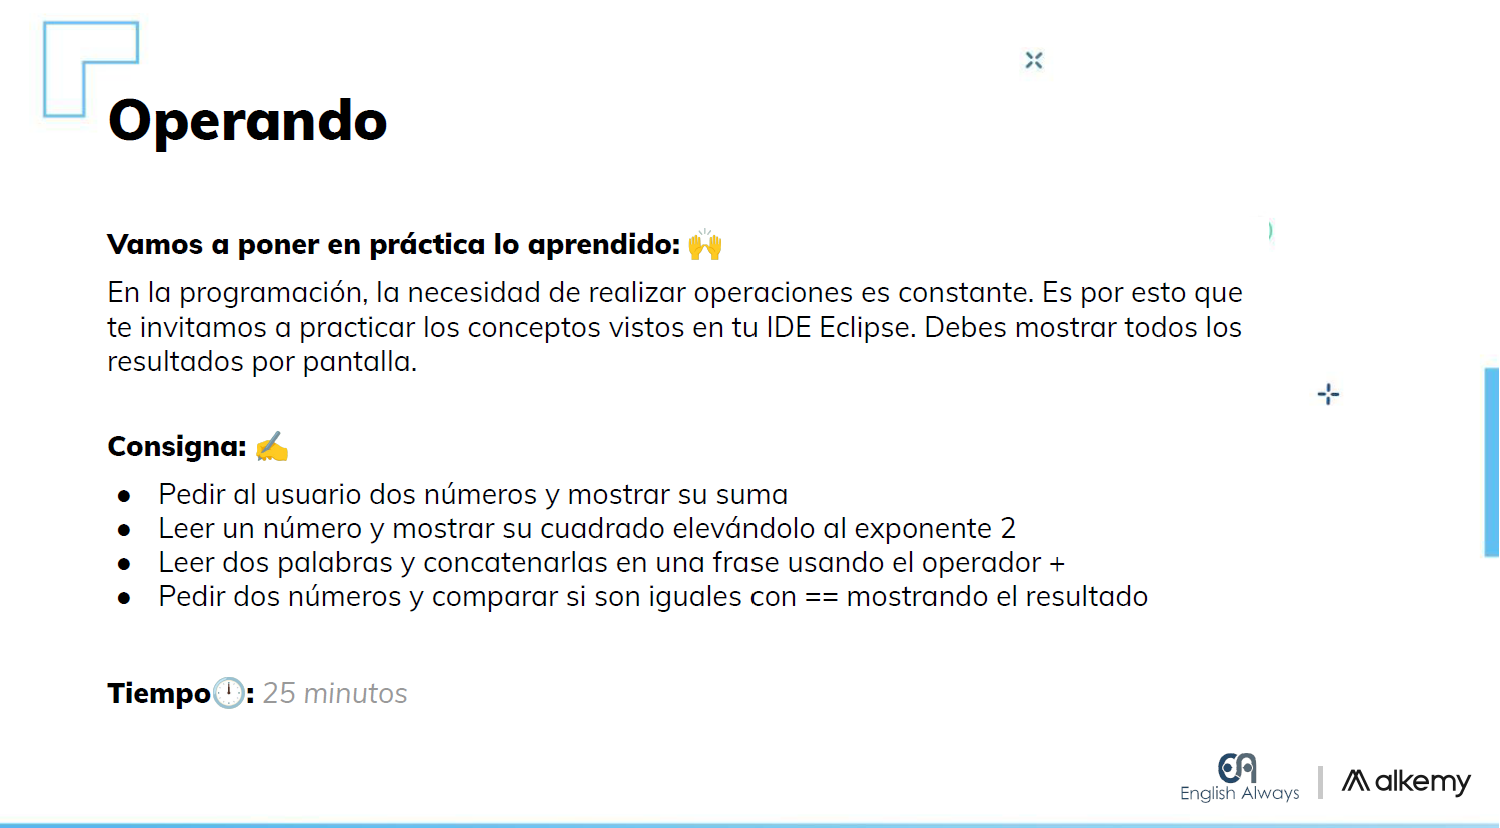 Operando
Vamos a poner en práctica lo aprendido: 🙌
En la programación, la necesidad de realizar operaciones es constante. Es por esto que
te invitamos a practicar los conceptos vistos en tu IDE Eclipse. Debes mostrar todos los
resultados por pantalla.
Consigna: ✍️
● Pedir al usuario dos números y mostrar su suma
● Leer un número y mostrar su cuadrado elevándolo al exponente 2
● Leer dos palabras y concatenarlas en una frase usando el operador +
● Pedir dos números y comparar si son iguales con == mostrando el resultado
Tiempo🕛: 25 minutos
English Always
alkemy